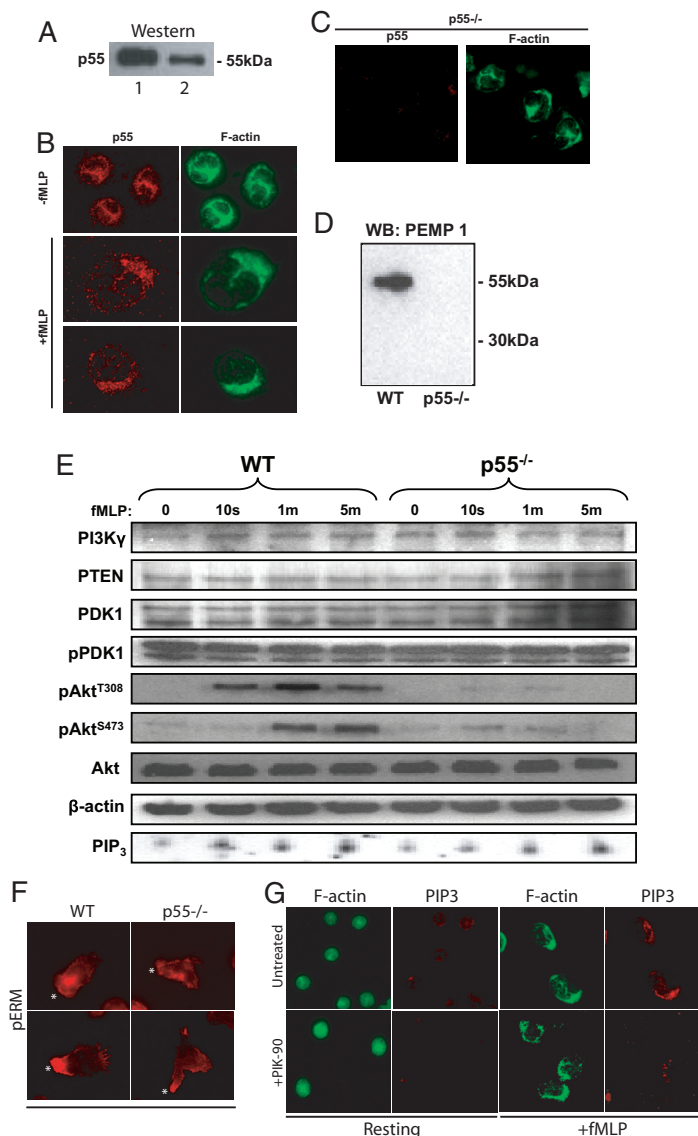 A
Western
p55
- 55kDa
1 2
B
p55 F-actin
-fMLP
+fMLP
C
p55-/-
p55 F-actin
D
WB: PEMP 1
- 55kDa
- 30kDa
WT p55-/-
E
WT p55-/-
fMLP: 0 10s 1m 5m 0 10s 1m 5m
PI3Kγ
PTEN
PDK1
pPDK1
pAktT308
pAktS473
Akt
β-actin
PIP3
F
WT p55-/-
pERM
*
*
*
*
G
F-actin PIP3 F-actin PIP3
Untreated
+PIK-90
Resting +fMLP